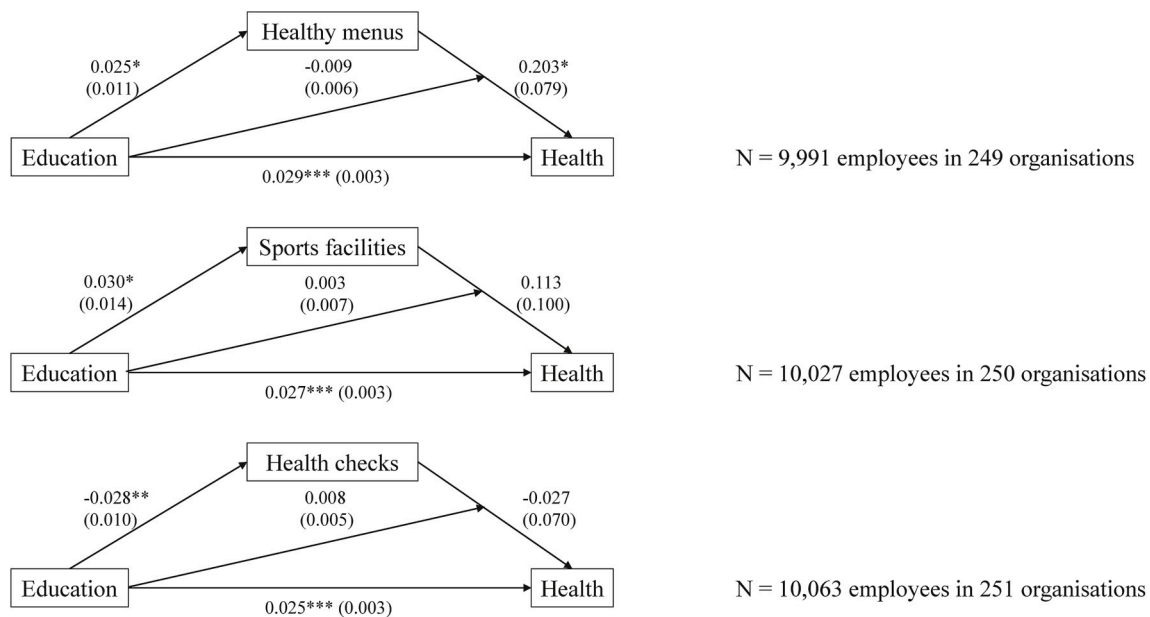 Healthy menus
0.025*
(0.011)
-0.009
(0.006)
0.203*
(0.079)
Education
Health
0.029*** (0.003)
N = 9,991 employees in 249 organisations
Sports facilities
0.030*
(0.014)
0.003
(0.007)
0.113
(0.100)
Education
Health
0.027*** (0.003)
N = 10,027 employees in 250 organisations
Health checks
-0.028**
(0.010)
0.008
(0.005)
-0.027
(0.070)
Education
Health
0.025*** (0.003)
N = 10,063 employees in 251 organisations